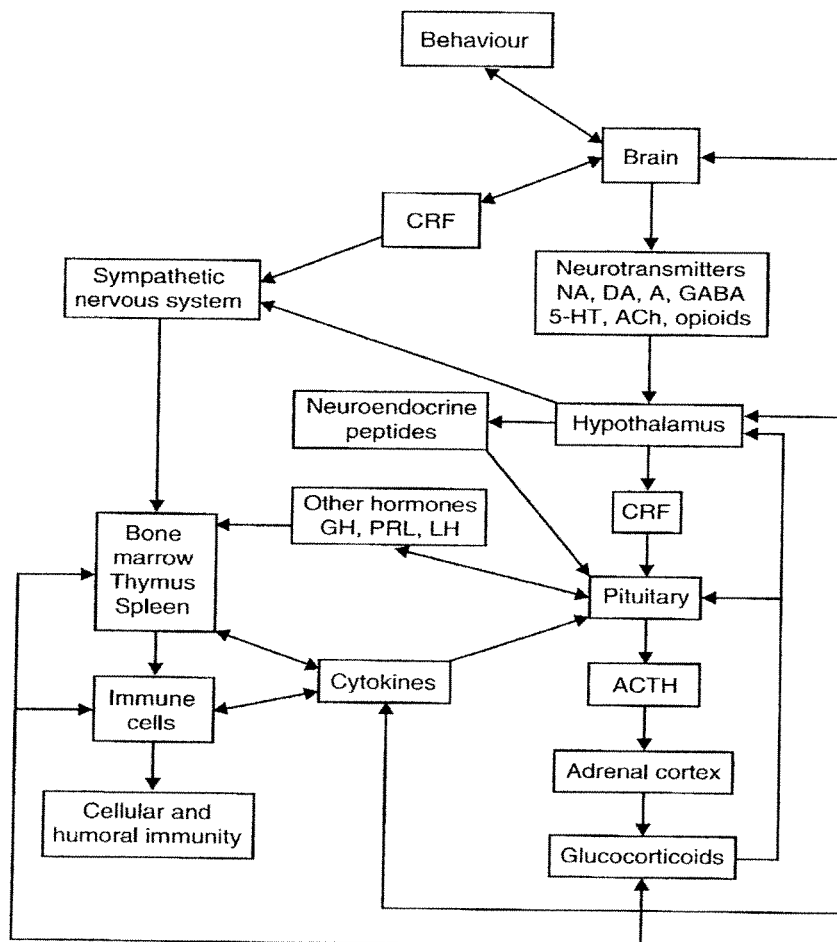 Behaviour
Brain
CRF
Sympathetic
nervous system
Neurotransmitters
NA, DA, A, GABA
5-HT, ACh, opioids
Neuroendocrine
peptides
Hypothalamus
Other hormones
GH, PRL, LH
CRF
Bone
marrow
Thymus
Spleen
Pituitary
Cytokines
ACTH
Immune
cells
Adrenal cortex
Cellular and
humoral immunity
Glucocorticoids